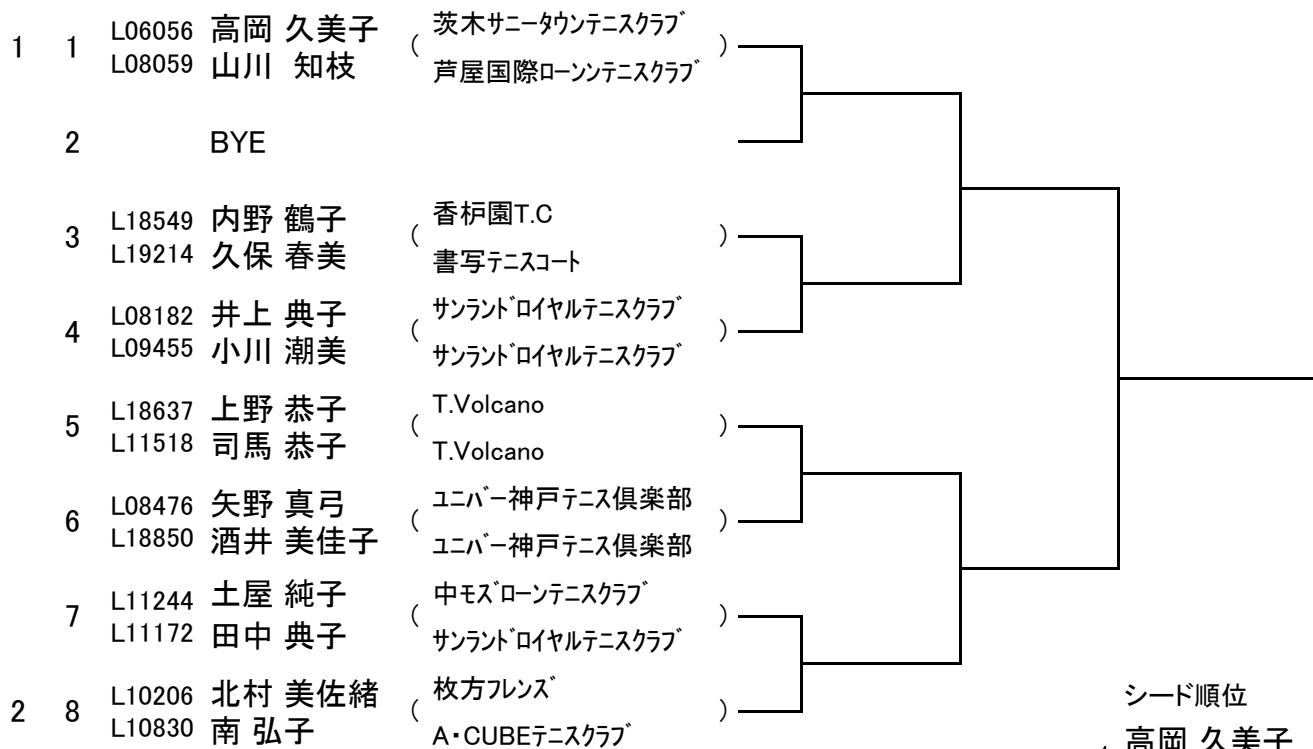 L06056 高岡 久美子 茨木サニータウンテニスクラブ
1 1 ( )
L08059 山川 知枝 芦屋国際ローンンテニスクラブ
2 BYE
L18549 内野 鶴子 香枦園T.C
3 ( )
L19214 久保 春美 書写テニスコート
L08182 井上 典子 サンランドロイヤルテニスクラブ
4 ( )
L09455 小川 潮美 サンランドロイヤルテニスクラブ
L18637 上野 恭子 T.Volcano
5 ( )
L11518 司馬 恭子 T.Volcano
L08476 矢野 真弓 ユニバー神戸テニス倶楽部
6 ( )
L18850 酒井 美佳子 ユニバー神戸テニス倶楽部
L11244 土屋 純子 中モズローンテニスクラブ
7 ( )
L11172 田中 典子 サンランドロイヤルテニスクラブ
L10206 北村 美佐緒 枚方フレンズ
2 8 ( )
L10830 南 弘子 A・CUBEテニスクラブ
シード順位
高岡 久美子